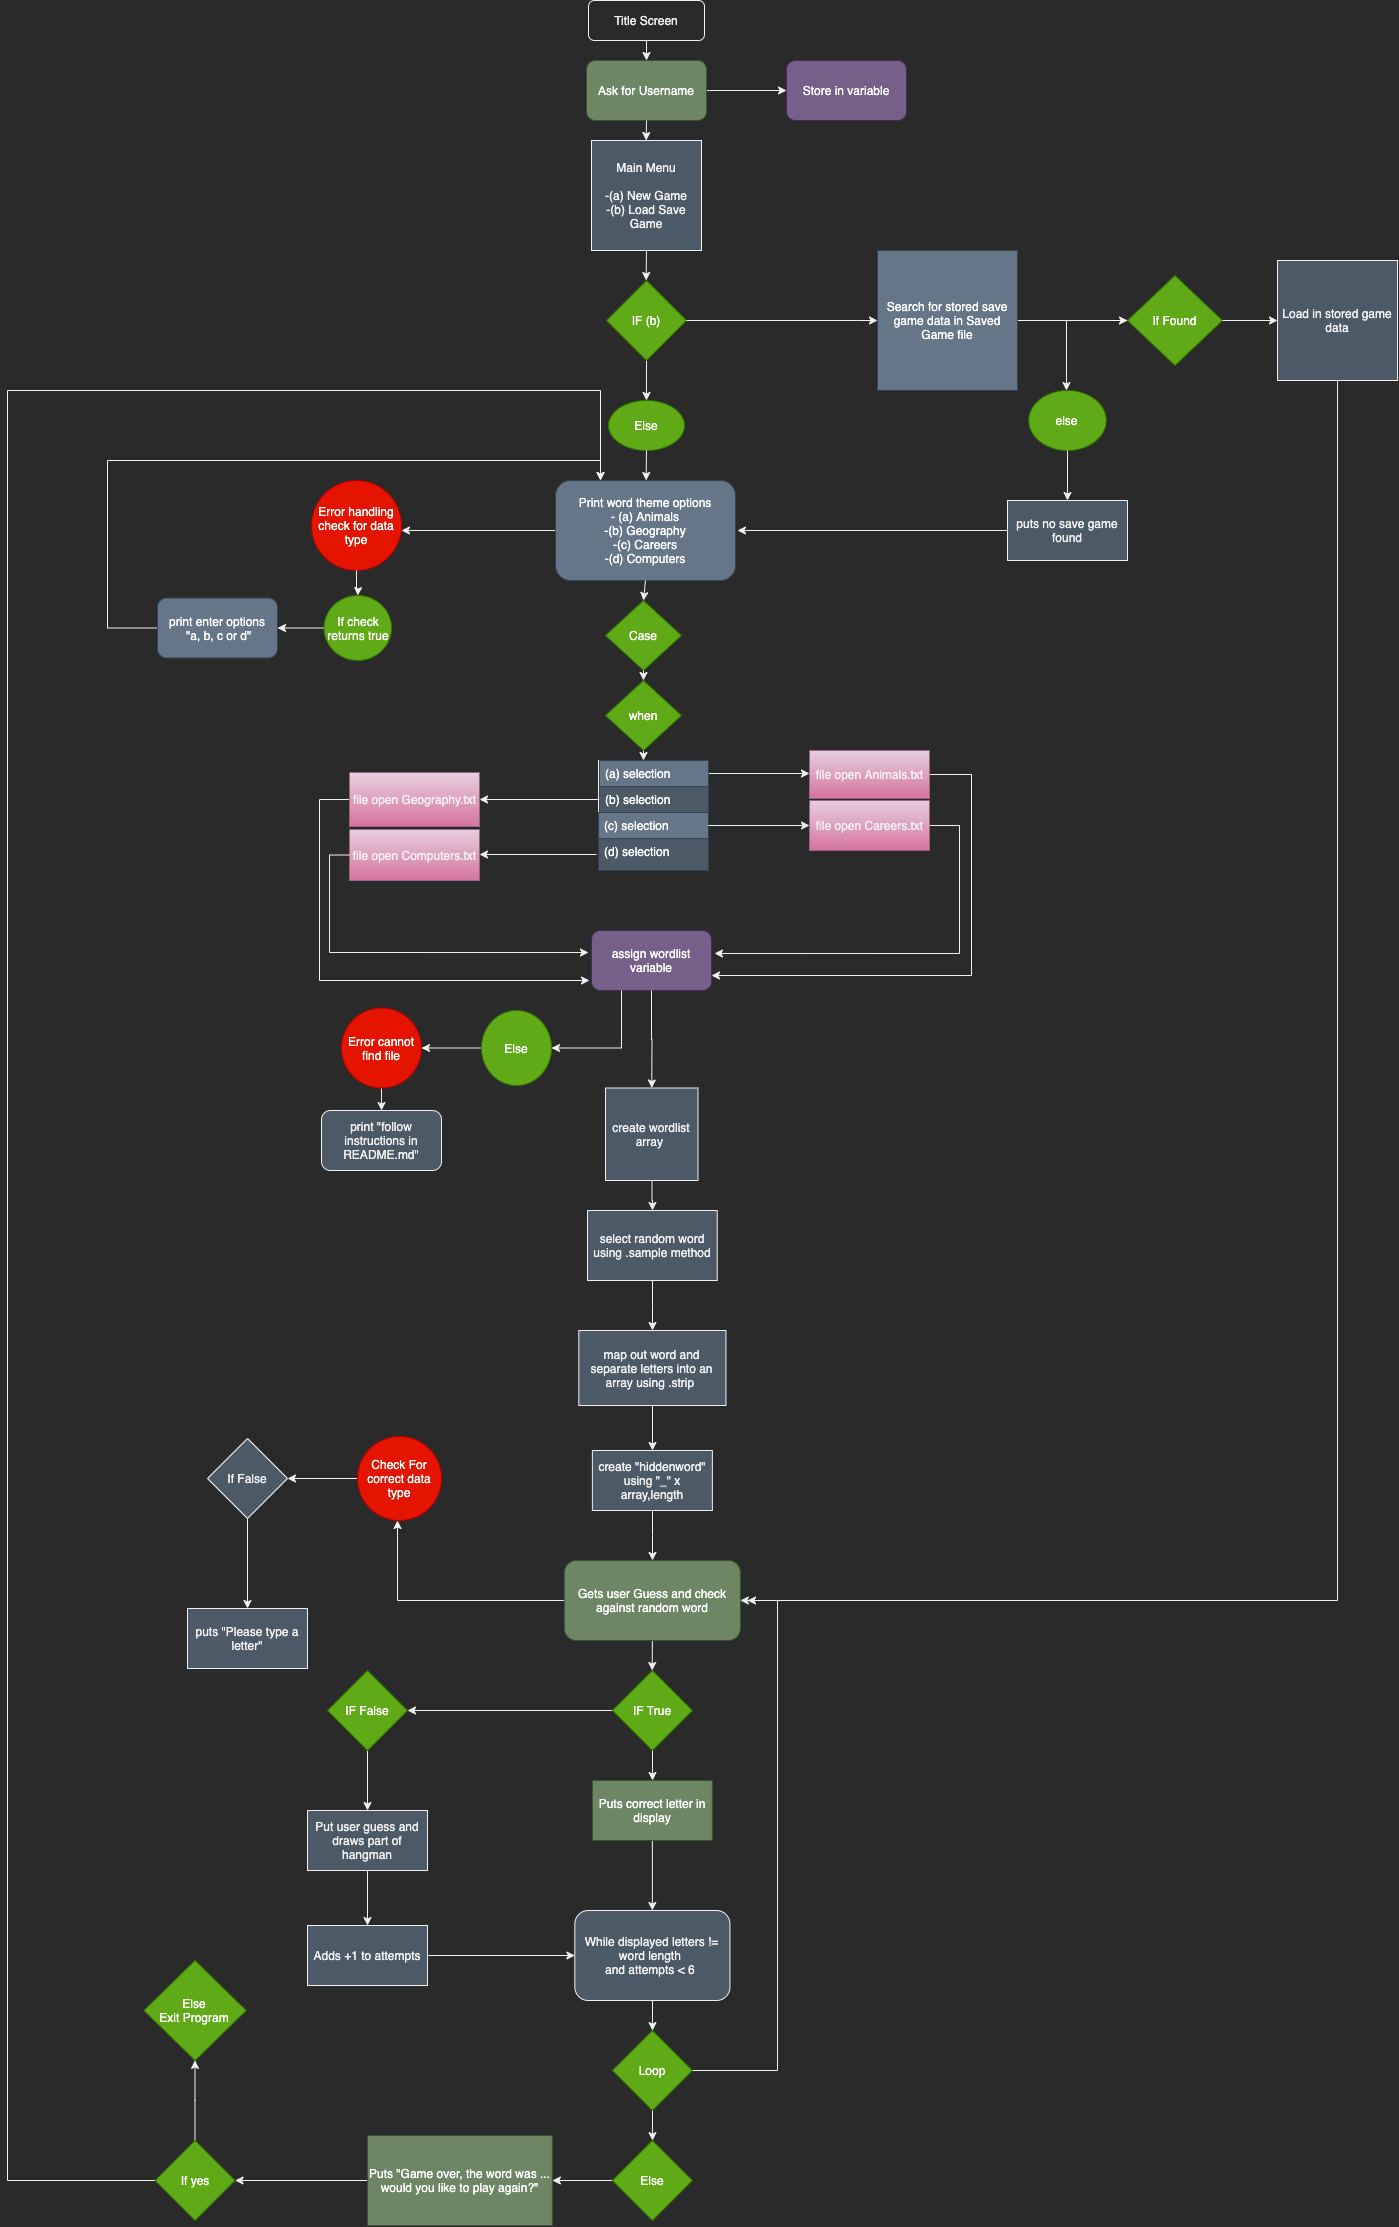 Title Screen
Ask for Username
Store in variable
Main Menu
-(a) New Game
-(b) Load Save
Game
IF (b)
Search for stored save
game data in Saved
Game file
If Found
Load in stored game
data
Else
else
Print word theme options
- (a) Animals
-(b) Geography
-(c) Careers
-(d) Computers
Error handling
check for data
type
puts no save game
found
If check
returns true
print enter options
"a, b, c or d"
Case
when
(a) selection
(b) selection
(c) selection
(d) selection
file open Animals.txt
file open Geography.txt
file open Careers.txt
file open Computers.txt
assign wordlist
variable
Else
Error cannot
find file
print "follow
instructions in
README.md"
create wordlist
array
select random word
using .sample method
map out word and
separate letters into an
array using .strip
create "hiddenword"
using "_" x
array,length
Check For
correct data
type
If False
puts "Please type a
letter"
Gets user Guess and check
against random word
IF True
IF False
Puts correct letter in
display
Put user guess and
draws part of
hangman
Adds +1 to attempts
While displayed letters !=
word length
and attempts < 6
Loop
Else
Puts "Game over, the word was ...
would you like to play again?"
If yes
Else
Exit Program